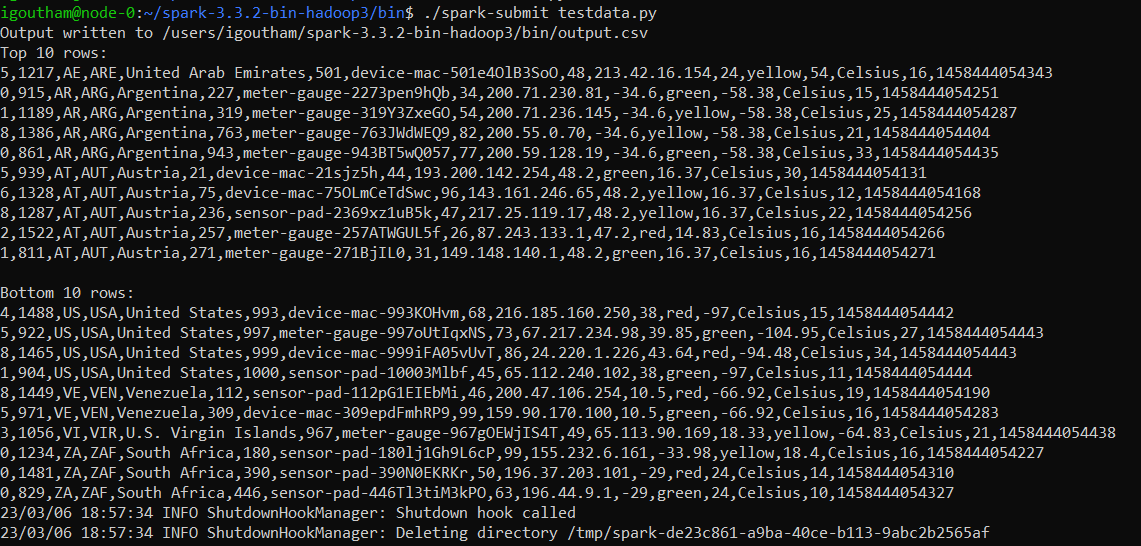 igoutham@node-0:~/spark-3.3.2-bin-hadoop3/bin$ ./spark-submit testdata.py
Output written to /users/igoutham/spark-3.3.2-bin-hadoop3/bin/output.csv
Top 10 rows:
5,1217,AE,ARE,United Arab Emirates,501,device-mac-501e4OlB3SoO,48,213.42.16.154,24,yellow,54,Celsius,16,1458444054343
0,915,AR,ARG,Argentina,227,meter-gauge-2273pen9hQb,34,200.71.230.81,-34.6,green,-58.38,Celsius,15,1458444054251
1,1189,AR,ARG,Argentina,319,meter-gauge-319Y3ZxeGO,54,200.71.236.145,-34.6,yellow,-58.38,Celsius,25,1458444054287
8,1386,AR,ARG,Argentina,763,meter-gauge-763JWdWEQ9,82,200.55.0.70,-34.6,yellow,-58.38,Celsius,21,1458444054404
0,861,AR,ARG,Argentina,943,meter-gauge-943BT5wQ057,77,200.59.128.19,-34.6,green,-58.38,Celsius,33,1458444054435
5,939,AT,AUT,Austria,21,device-mac-21sjz5h,44,193.200.142.254,48.2,green,16.37,Celsius,30,1458444054131
6,1328,AT,AUT,Austria,75,device-mac-75OLmCeTdSwc,96,143.161.246.65,48.2,yellow,16.37,Celsius,12,1458444054168
8,1287,AT,AUT,Austria,236,sensor-pad-2369xz1uB5k,47,217.25.119.17,48.2,yellow,16.37,Celsius,22,1458444054256
2,1522,AT,AUT,Austria,257,meter-gauge-257ATWGUL5f,26,87.243.133.1,47.2,red,14.83,Celsius,16,1458444054266
1,811,AT,AUT,Austria,271,meter-gauge-271BjIL0,31,149.148.140.1,48.2,green,16.37,Celsius,16,1458444054271
Bottom 10 rows:
4,1488,US,USA,United States,993,device-mac-993KOHvm,68,216.185.160.250,38,red,-97,Celsius,15,1458444054442
5,922,US,USA,United States,997,meter-gauge-997oUtIqxNS,73,67.217.234.98,39.85,green,-104.95,Celsius,27,1458444054443
8,1465,US,USA,United States,999,device-mac-999iFA05vUvT,86,24.220.1.226,43.64,red,-94.48,Celsius,34,1458444054443
1,904,US,USA,United States,1000,sensor-pad-10003Mlbf,45,65.112.240.102,38,green,-97,Celsius,11,1458444054444
8,1449,VE,VEN,Venezuela,112,sensor-pad-112pG1EIEbMi,46,200.47.106.254,10.5,red,-66.92,Celsius,19,1458444054190
5,971,VE,VEN,Venezuela,309,device-mac-309epdFmhRP9,99,159.90.170.100,10.5,green,-66.92,Celsius,16,1458444054283
3,1056,VI,VIR,U.S. Virgin Islands,967,meter-gauge-967gOEWjIS4T,49,65.113.90.169,18.33,yellow,-64.83,Celsius,21,1458444054438
0,1234,ZA,ZAF,South Africa,180,sensor-pad-180lj1Gh9L6cP,99,155.232.6.161,-33.98,yellow,18.4,Celsius,16,1458444054227
0,1481,ZA,ZAF,South Africa,390,sensor-pad-390N0EKRKr,50,196.37.203.101,-29,red,24,Celsius,14,1458444054310
0,829,ZA,ZAF,South Africa,446,sensor-pad-446Tl3tiM3kPO,63,196.44.9.1,-29,green,24,Celsius,10,1458444054327
23/03/06 18:57:34 INFO ShutdownHookManager: Shutdown hook called
23/03/06 18:57:34 INFO ShutdownHookManager: Deleting directory /tmp/spark-de23c861-a9ba-40ce-b113-9abc2b2565af